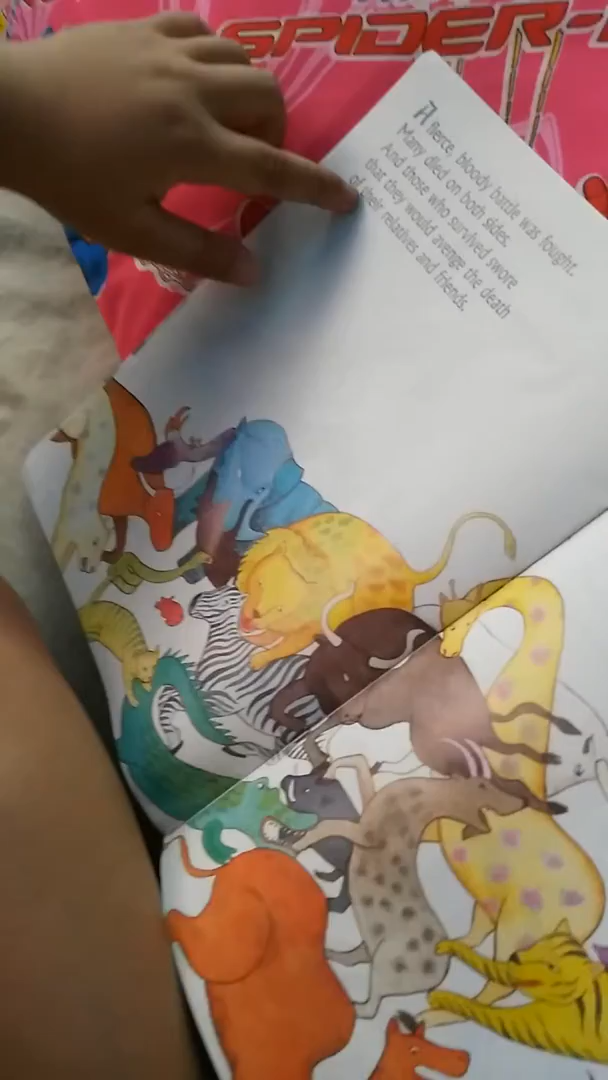 SPIDER-
A fierce, bloody battle was fought.
Many died on both sides.
And those who survived swore
that they would avenge the death
of their relatives and friends.